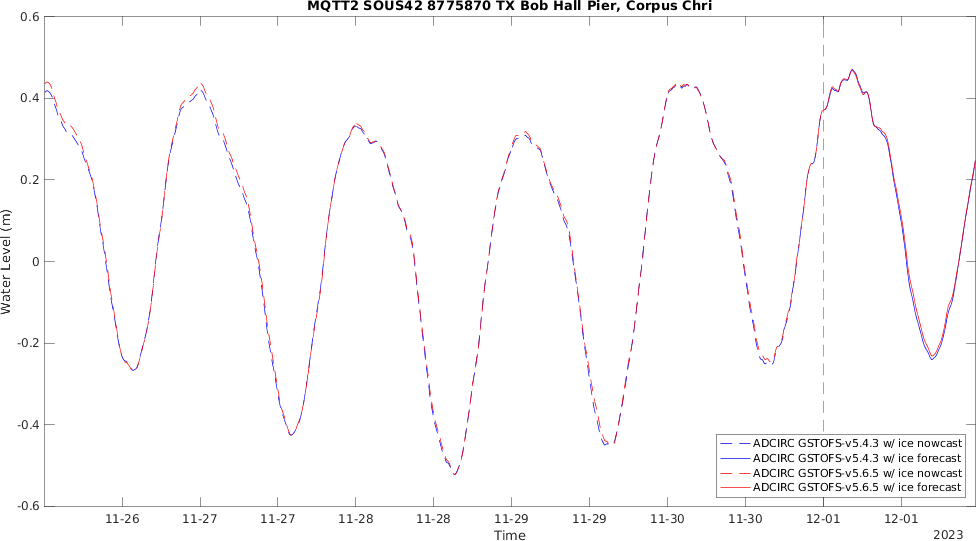 MQTT2 SOUS42 8775870 TX Bob Hall Pier, Corpus Chri
0.6
0.4
0.2
0
-0.2
-0.4
-0.6
Water Level (m)
ADCIRC GSTOFS-v5.4.3 w/ ice nowcast
ADCIRC GSTOFS-v5.4.3 w/ ice forecast
ADCIRC GSTOFS-v5.6.5 w/ ice nowcast
ADCIRC GSTOFS-v5.6.5 w/ ice forecast
11-26 11-27 11-27 11-28 11-28 11-29 11-29 11-30 11-30 12-01 12-01
Time
2023